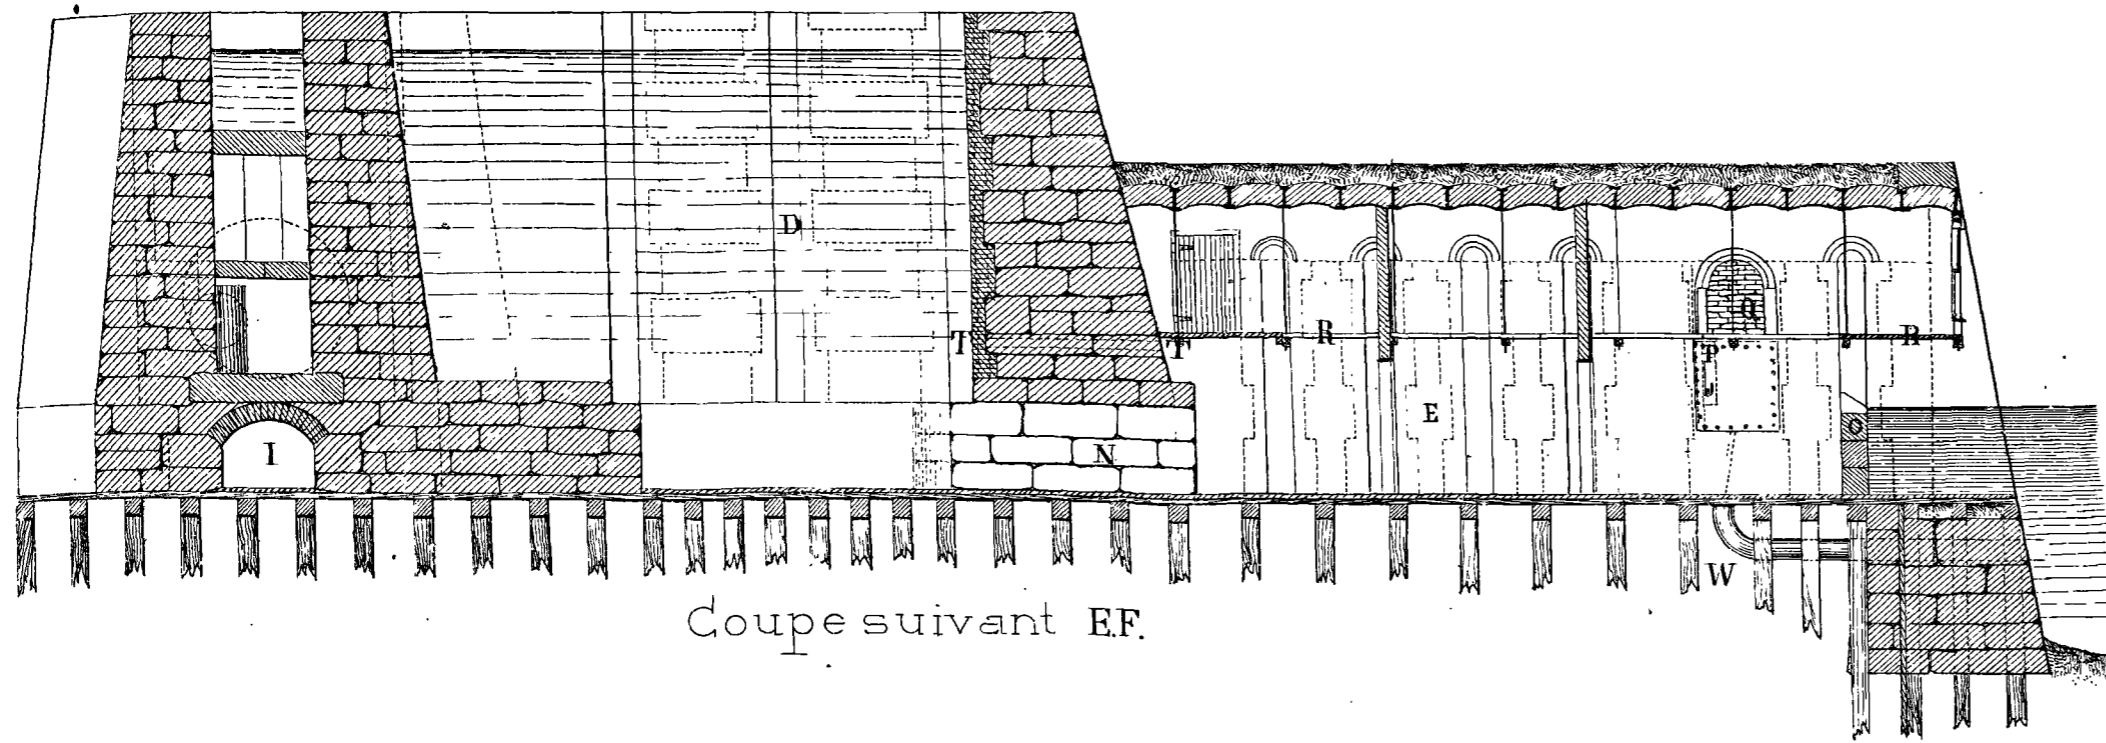 D
T T R Q R
P
E O
I N
W
Coupe suivant E.F.